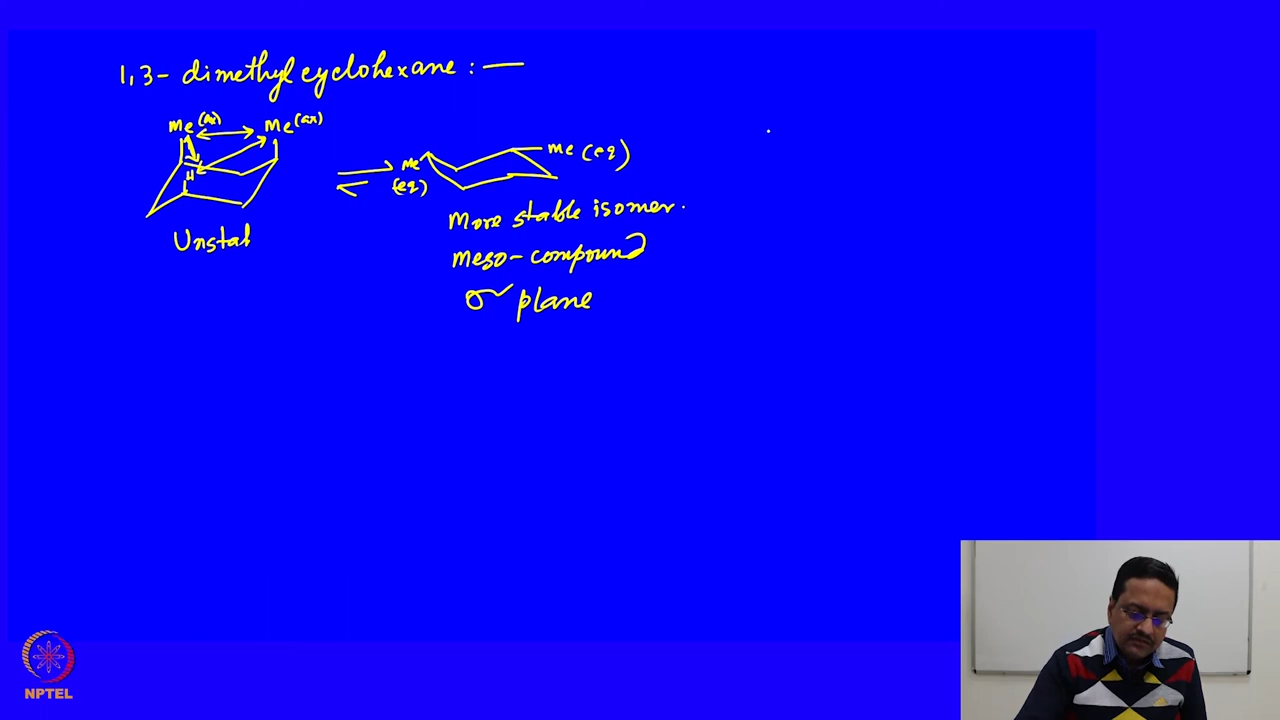 1,3- dimethyl cyclohexane : —
Me (ax) Me (ax)
H
Me (eq)
Me (eq)
Unstal
More stable isomer.
meso-compound
σ plane
NPTEL